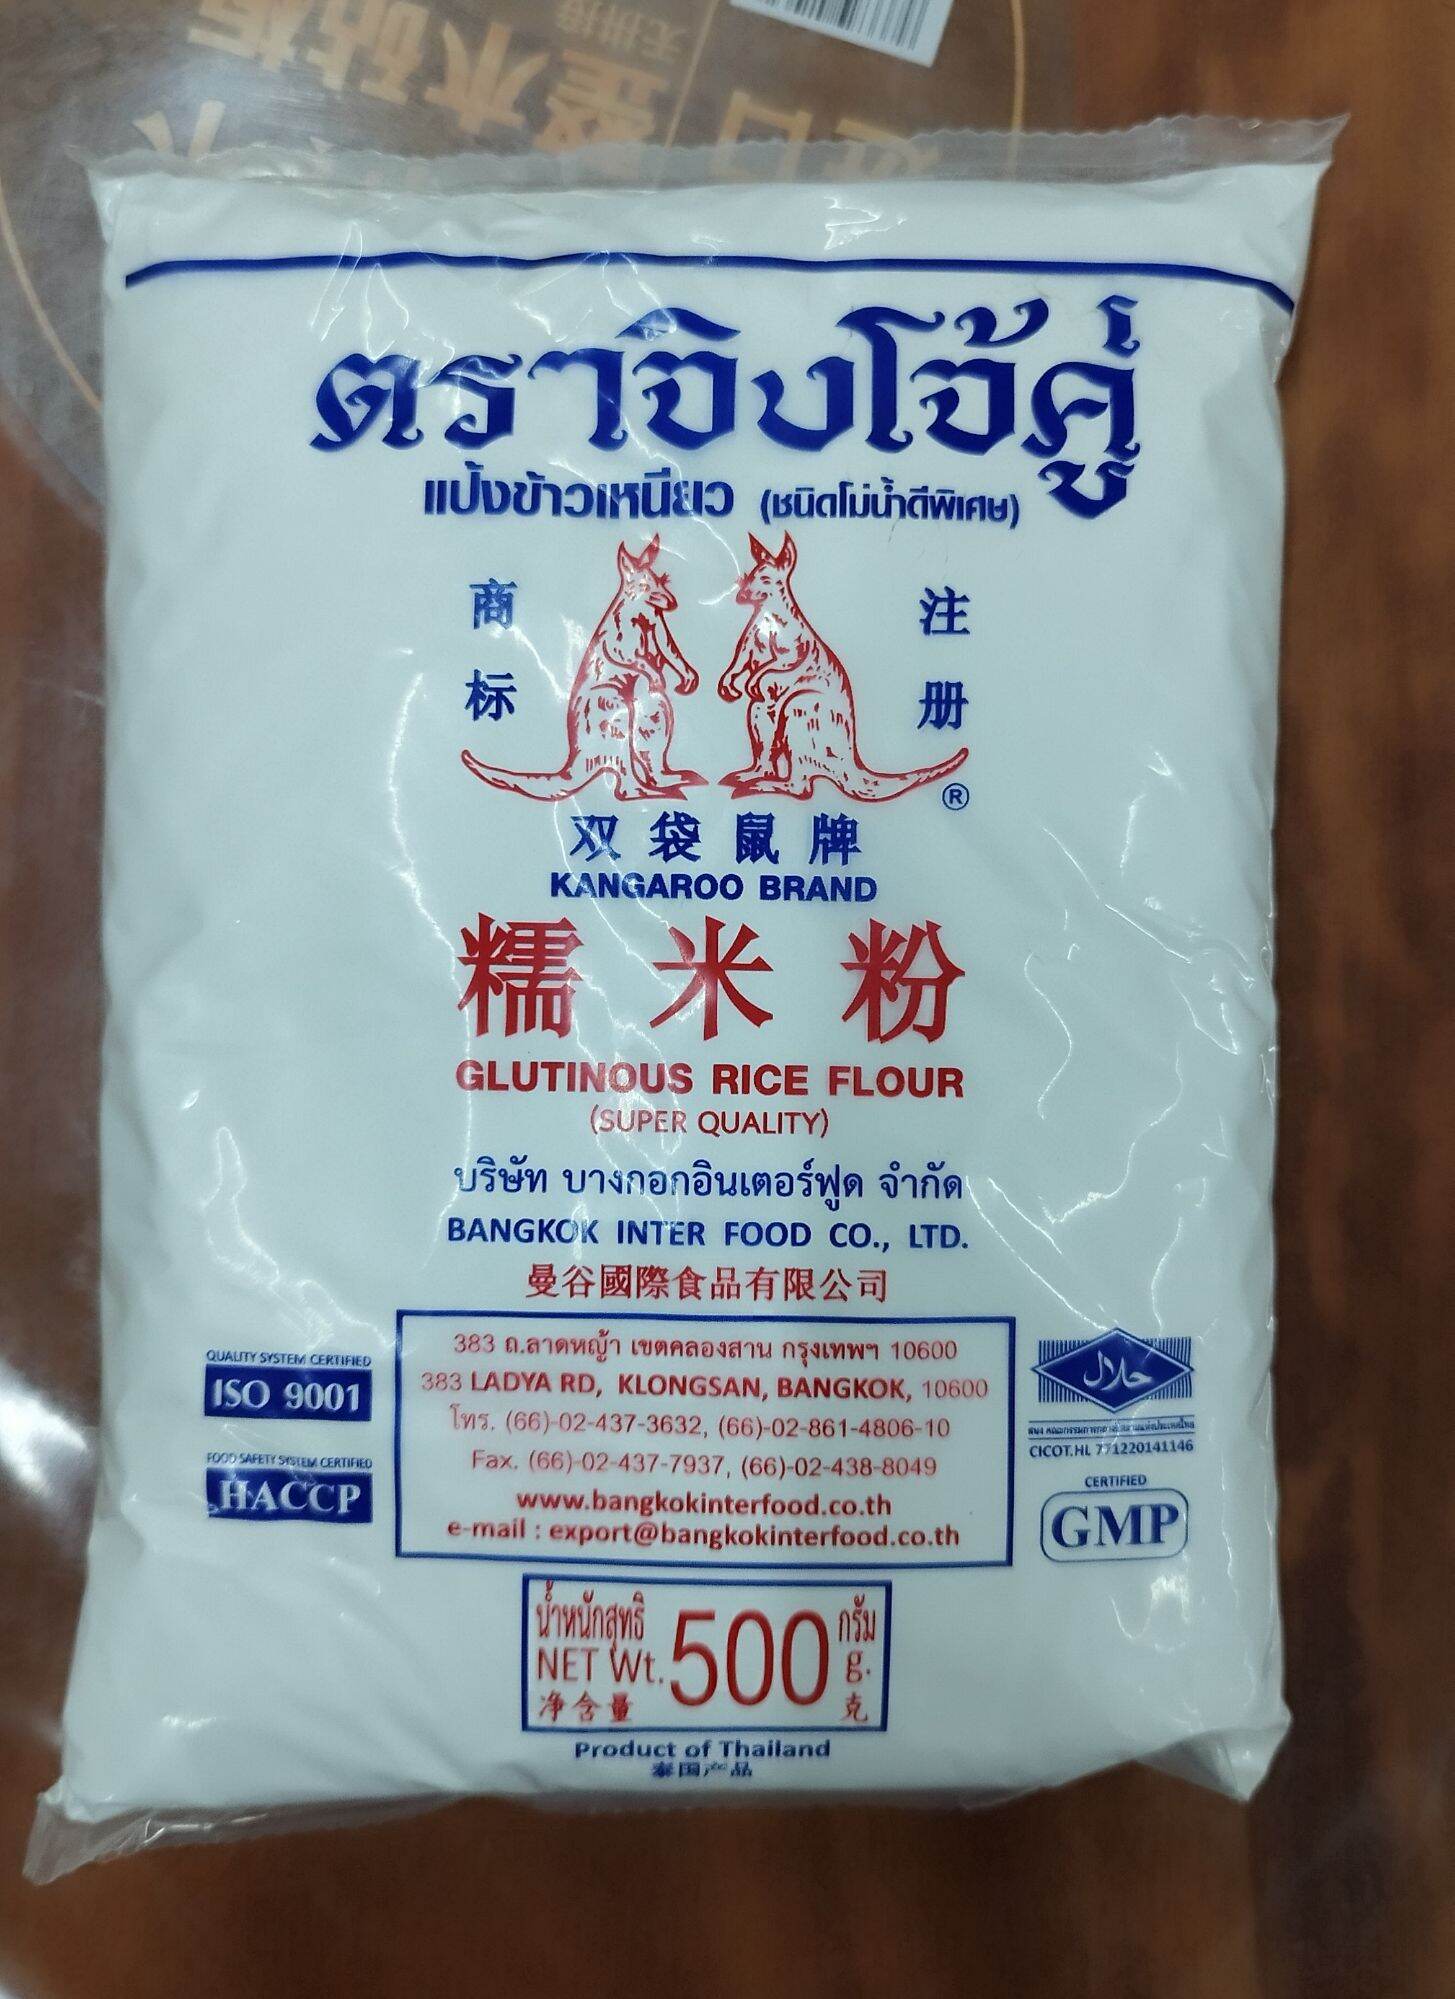 无拼接
ตราจิงโจ้คู่
แป้งข้าวเหนียว (ชนิดโม่น้ำดีพิเศษ)
商标
注册
®
双袋鼠牌
KANGAROO BRAND
糯米粉
GLUTINOUS RICE FLOUR
(SUPER QUALITY)
บริษัท บางกอกอินเตอร์ฟูด จำกัด
BANGKOK INTER FOOD CO., LTD.
曼谷國際食品有限公司
QUALITY SYSTEM CERTIFIED
ISO 9001
FOOD SAFETY SYSTEM CERTIFIED
HACCP
383 ถ.ลาดหญ้า เขตคลองสาน กรุงเทพฯ 10600
383 LADYA RD, KLONGSAN, BANGKOK, 10600
โทร. (66)-02-437-3632, (66)-02-861-4806-10
Fax. (66)-02-437-7937, (66)-02-438-8049
www.bangkokinterfood.co.th
e-mail : export@bangkokinterfood.co.th
حلال
CICOT.HL 771220141146
CERTIFIED
GMP
น้ำหนักสุทธิ 500 กรัม
NET Wt. g.
净含量 克
Product of Thailand
泰国产品